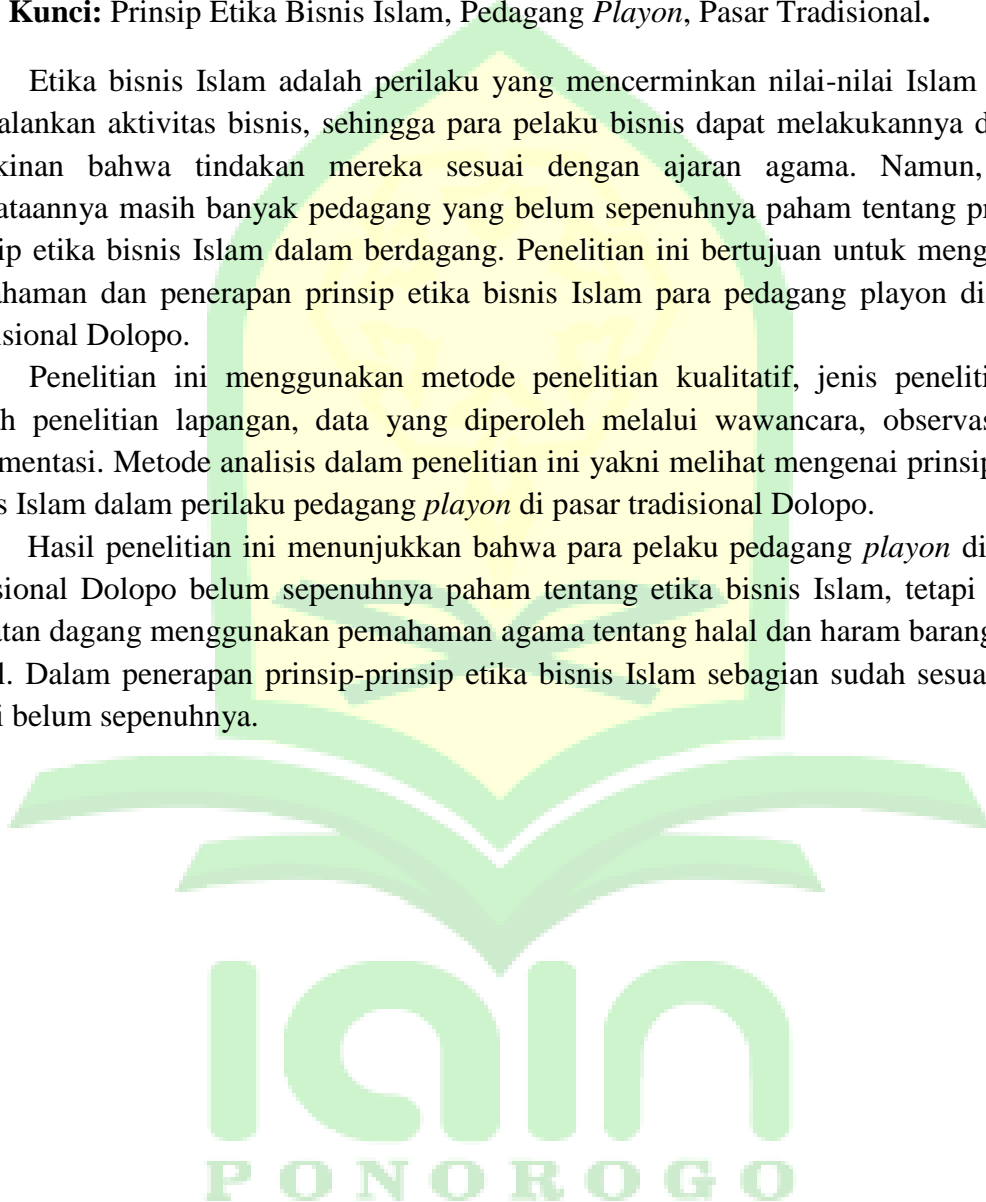 Kunci: Prinsip Etika Bisnis Islam, Pedagang Playon, Pasar Tradisional.
Etika bisnis Islam adalah perilaku yang mencerminkan nilai-nilai Islam
alankan aktivitas bisnis, sehingga para pelaku bisnis dapat melakukannya d
kinan bahwa tindakan mereka sesuai dengan ajaran agama. Namun,
ataannya masih banyak pedagang yang belum sepenuhnya paham tentang pr
ip etika bisnis Islam dalam berdagang. Penelitian ini bertujuan untuk meng
ahaman dan penerapan prinsip etika bisnis Islam para pedagang playon di
isional Dolopo.
Penelitian ini menggunakan metode penelitian kualitatif, jenis peneliti
h penelitian lapangan, data yang diperoleh melalui wawancara, observas
mentasi. Metode analisis dalam penelitian ini yakni melihat mengenai prinsip
s Islam dalam perilaku pedagang playon di pasar tradisional Dolopo.
Hasil penelitian ini menunjukkan bahwa para pelaku pedagang playon di
sional Dolopo belum sepenuhnya paham tentang etika bisnis Islam, tetapi
atan dagang menggunakan pemahaman agama tentang halal dan haram barang
l. Dalam penerapan prinsip-prinsip etika bisnis Islam sebagian sudah sesua
i belum sepenuhnya.
iain
PONOROGO